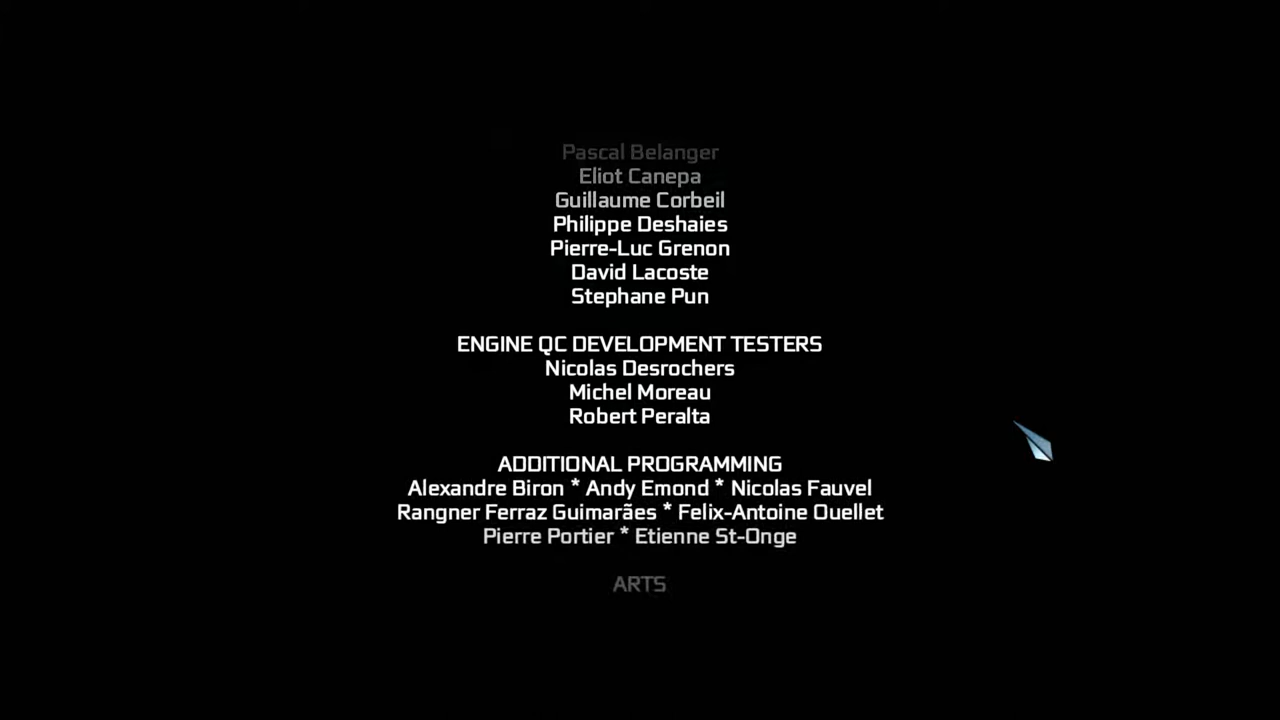 Pascal Belanger
Eliot Canepa
Guillaume Corbeil
Philippe Deshaies
Pierre-Luc Grenon
David Lacoste
Stephane Pun
ENGINE QC DEVELOPMENT TESTERS
Nicolas Desrochers
Michel Moreau
Robert Peralta
ADDITIONAL PROGRAMMING
Alexandre Biron * Andy Emond * Nicolas Fauvel
Rangner Ferraz Guimarães * Felix-Antoine Ouellet
Pierre Portier * Etienne St-Onge
ARTS